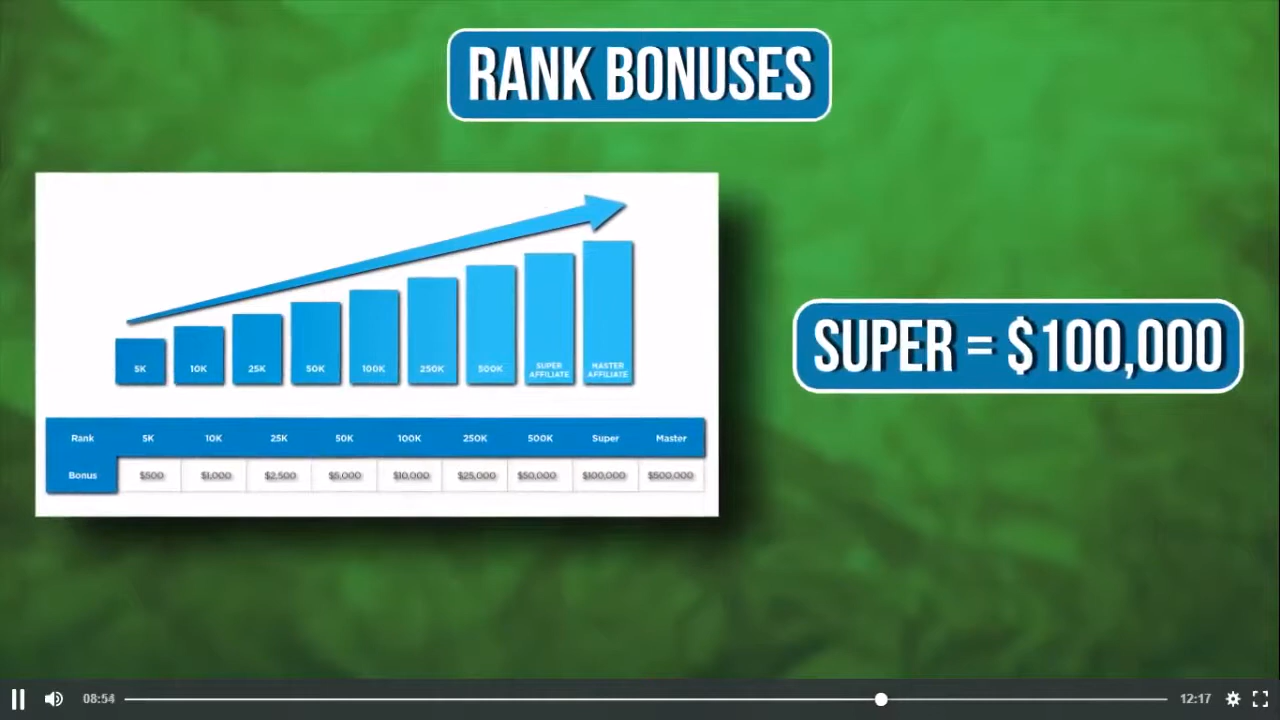 RANK BONUSES
5K 10K 25K 50K 100K 250K 500K SUPER AFFILIATE MASTER AFFILIATE
SUPER = $100,000
Rank 5K 10K 25K 50K 100K 250K 500K Super Master
Bonus $500 $1,000 $2,500 $5,000 $10,000 $25,000 $50,000 $100,000 $500,000
08:54 12:17